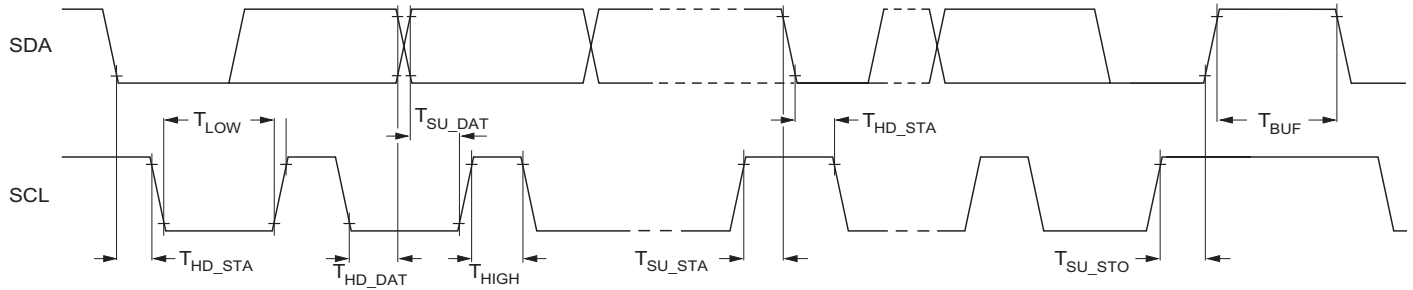 SDA
T_LOW
T_SU_DAT
T_HD_STA
T_BUF
SCL
T_HD_STA
T_HD_DAT
T_HIGH
T_SU_STA
T_SU_STO